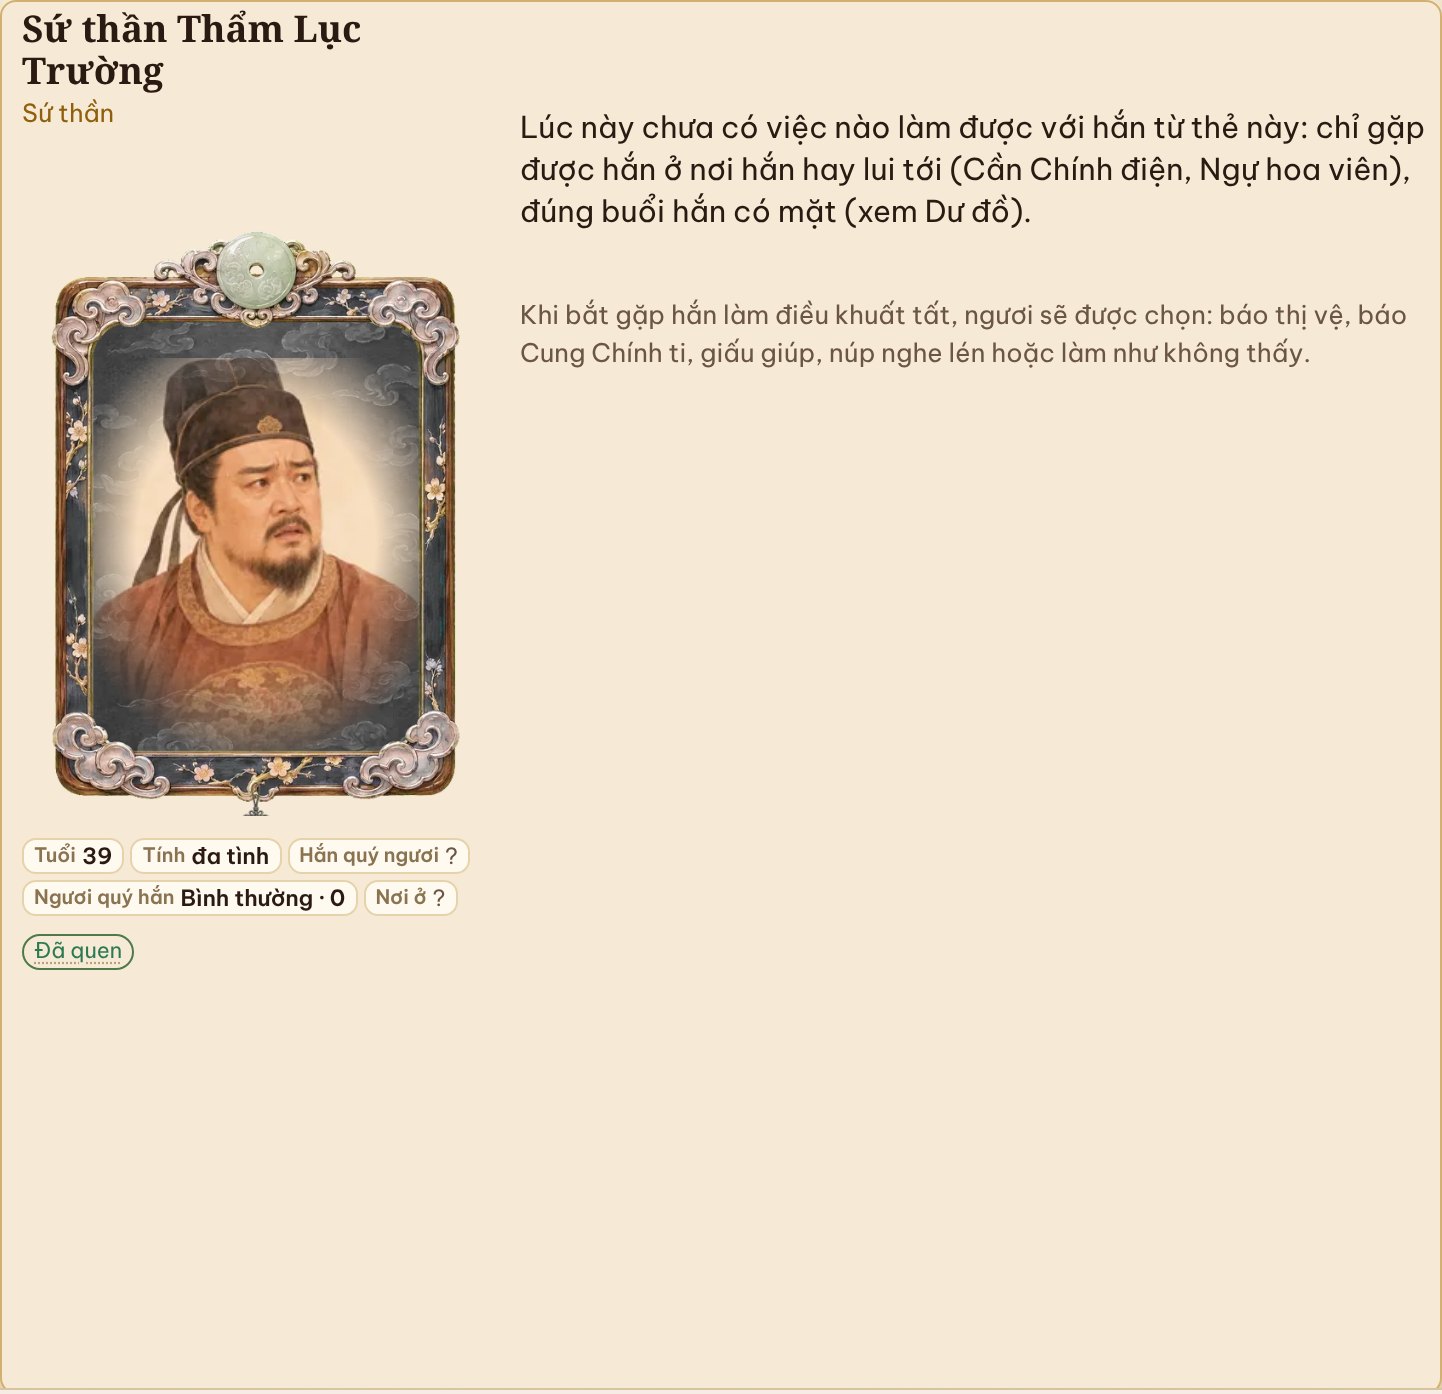 Sứ thần Thẩm Lục
Trường
Sứ thần
Lúc này chưa có việc nào làm được với hắn từ thẻ này: chỉ gặp
được hắn ở nơi hắn hay lui tới (Cần Chính điện, Ngự hoa viên),
đúng buổi hắn có mặt (xem Dư đồ).
Khi bắt gặp hắn làm điều khuất tất, ngươi sẽ được chọn: báo thị vệ, báo
Cung Chính ti, giấu giúp, núp nghe lén hoặc làm như không thấy.
Tuổi 39 Tính đa tình Hắn quý ngươi ?
Ngươi quý hắn Bình thường · 0 Nơi ở ?
Đã quen